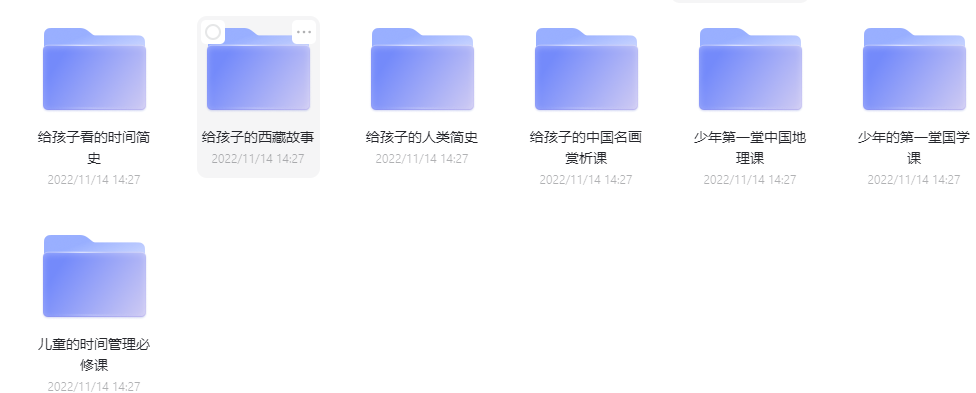 给孩子看的时间简
史
2022/11/14 14:27
给孩子的西藏故事
2022/11/14 14:27
给孩子的人类简史
2022/11/14 14:27
给孩子的中国名画
赏析课
2022/11/14 14:27
少年第一堂中国地
理课
2022/11/14 14:27
少年的第一堂国学
课
2022/11/14 14:27
儿童的时间管理必
修课
2022/11/14 14:27